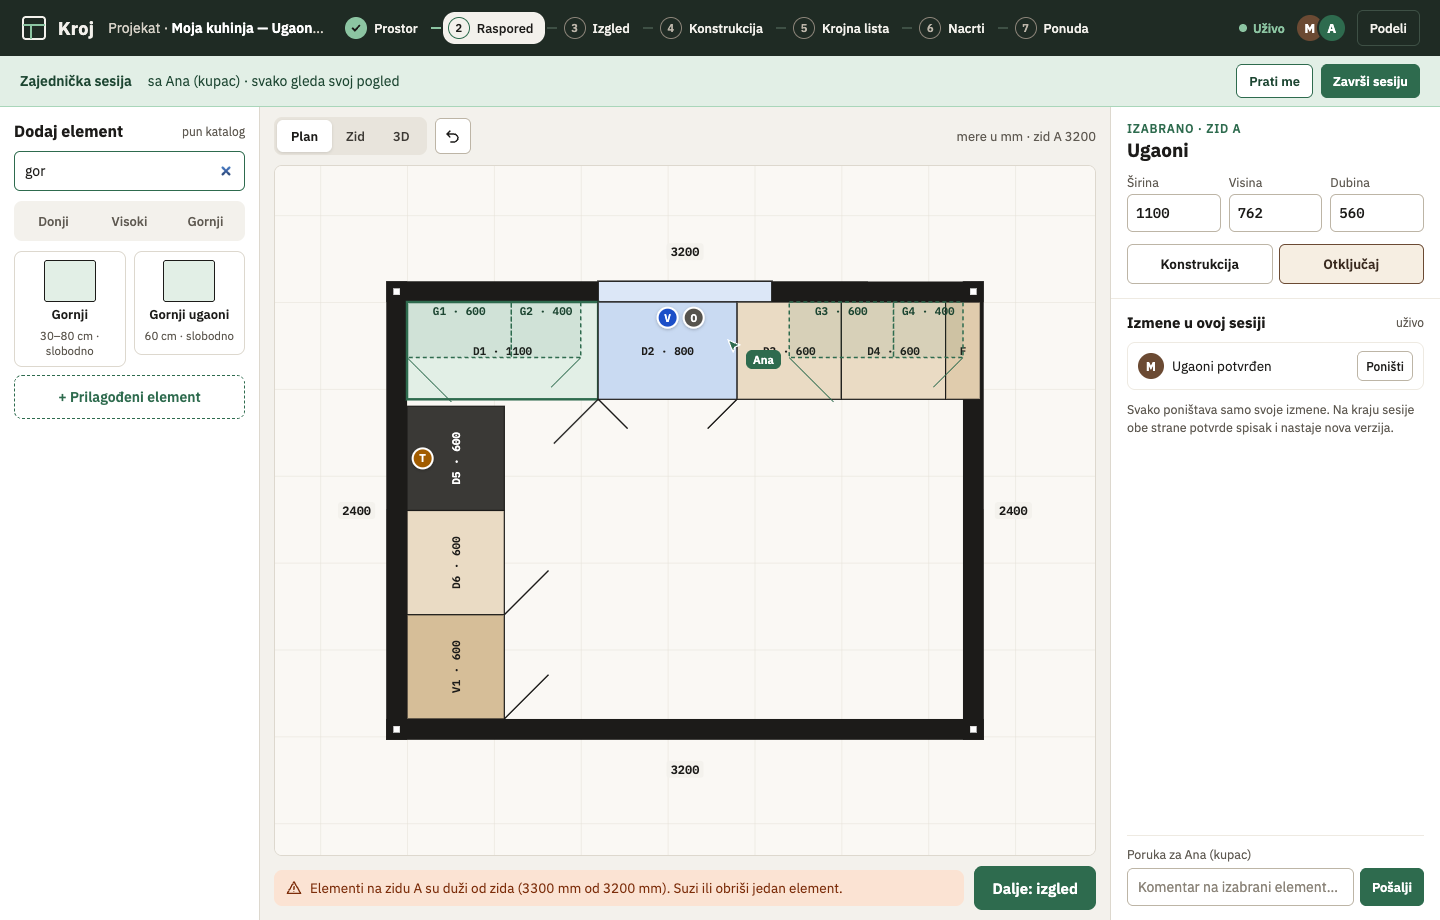 Kroj
Projekat · Moja kuhinja — Ugaon...
Prostor
2 Raspored
3 Izgled
4 Konstrukcija
5 Krojna lista
6 Nacrti
7 Ponuda
Uživo
M A
Podeli
Zajednička sesija
sa Ana (kupac) · svako gleda svoj pogled
Prati me
Završi sesiju
Dodaj element
pun katalog
gor
Donji
Visoki
Gornji
Gornji
30–80 cm ·
slobodno
Gornji ugaoni
60 cm · slobodno
+ Prilagođeni element
Plan
Zid
3D
mere u mm · zid A 3200
3200
G1 · 600
G2 · 400
V
O
G3 · 600
G4 · 400
D1 · 1100
D2 · 800
D3 · 600
D4 · 600
F
Ana
T
D5 · 600
2400
2400
D6 · 600
V1 · 600
3200
Elementi na zidu A su duži od zida (3300 mm od 3200 mm). Suzi ili obriši jedan element.
Dalje: izgled
IZABRANO · ZID A
Ugaoni
Širina
Visina
Dubina
1100
762
560
Konstrukcija
Otključaj
Izmene u ovoj sesiji
uživo
M
Ugaoni potvrđen
Poništi
Svako poništava samo svoje izmene. Na kraju sesije
obe strane potvrde spisak i nastaje nova verzija.
Poruka za Ana (kupac)
Komentar na izabrani element...
Pošalji